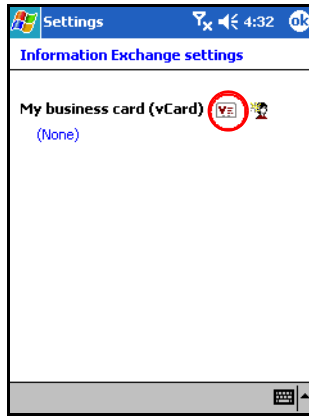 Settings 4:32 ok
Information Exchange settings
My business card (vCard)
(None)